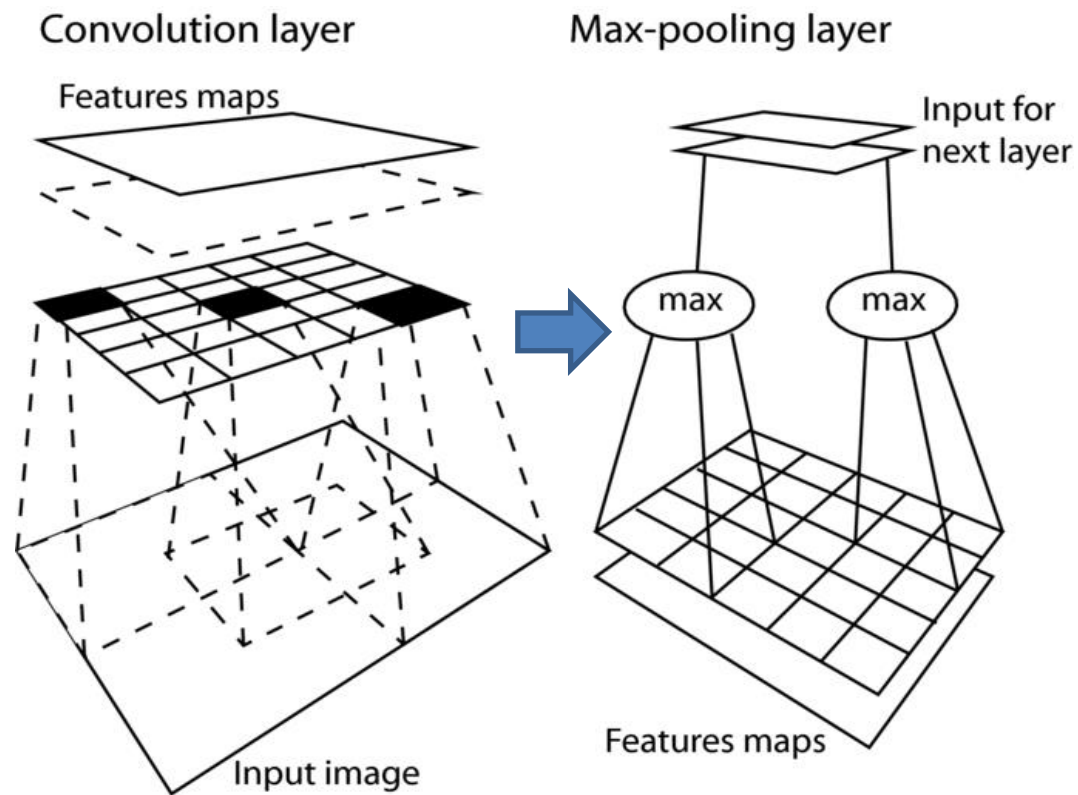 Convolution layer
Features maps
Input image
Max-pooling layer
Input for
next layer
max
max
Features maps